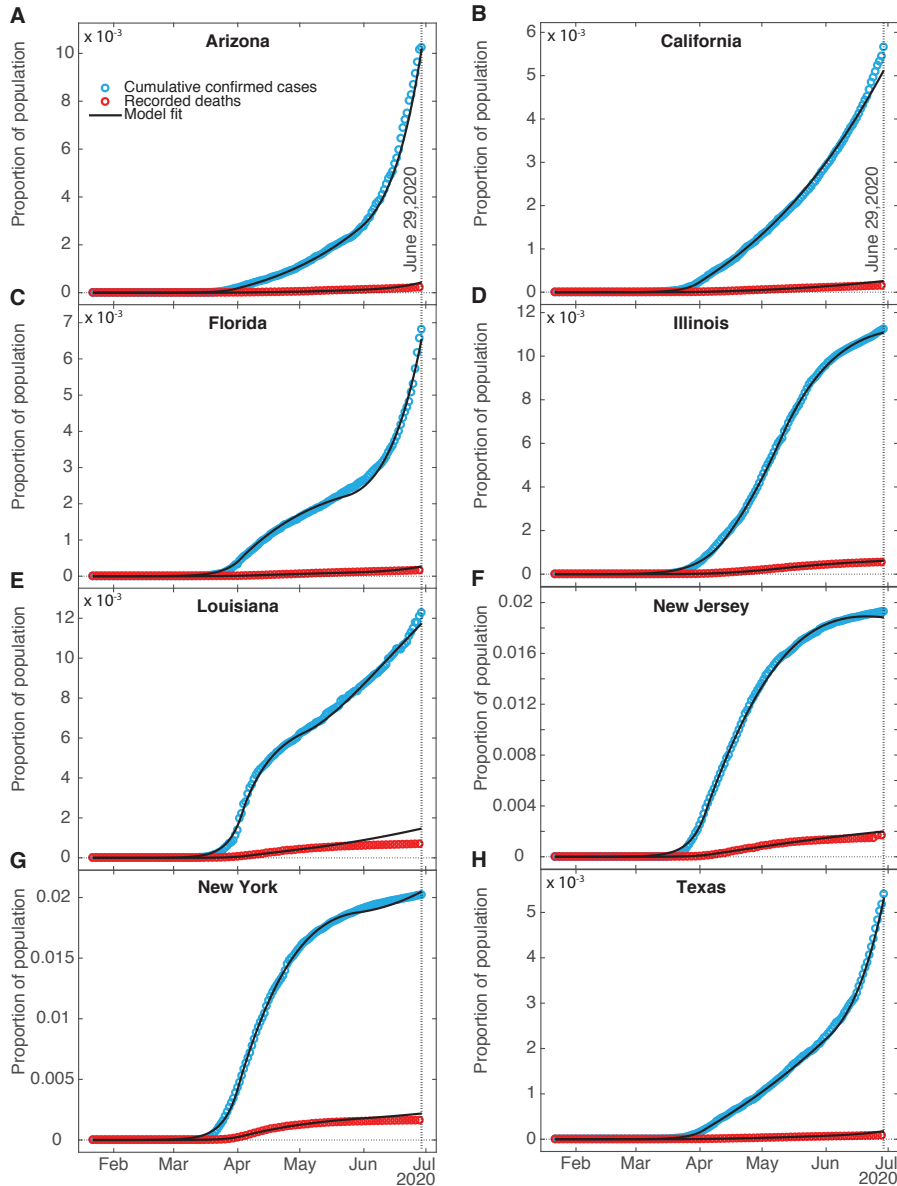 A
x 10⁻³
Arizona
Cumulative confirmed cases
Recorded deaths
Model fit
10
8
6
4
2
0
Proportion of population
June 29,2020
B
x 10⁻³
California
6
5
4
3
2
1
0
Proportion of population
June 29,2020
C
x 10⁻³
Florida
7
6
5
4
3
2
1
0
Proportion of population
D
x 10⁻³
Illinois
12
10
8
6
4
2
0
Proportion of population
E
x 10⁻³
Louisiana
12
10
8
6
4
2
0
Proportion of population
F
New Jersey
0.02
0.016
0.012
0.008
0.004
0
Proportion of population
G
New York
0.02
0.015
0.01
0.005
0
Proportion of population
Feb Mar Apr May Jun Jul
2020
H
x 10⁻³
Texas
5
4
3
2
1
0
Proportion of population
Feb Mar Apr May Jun Jul
2020